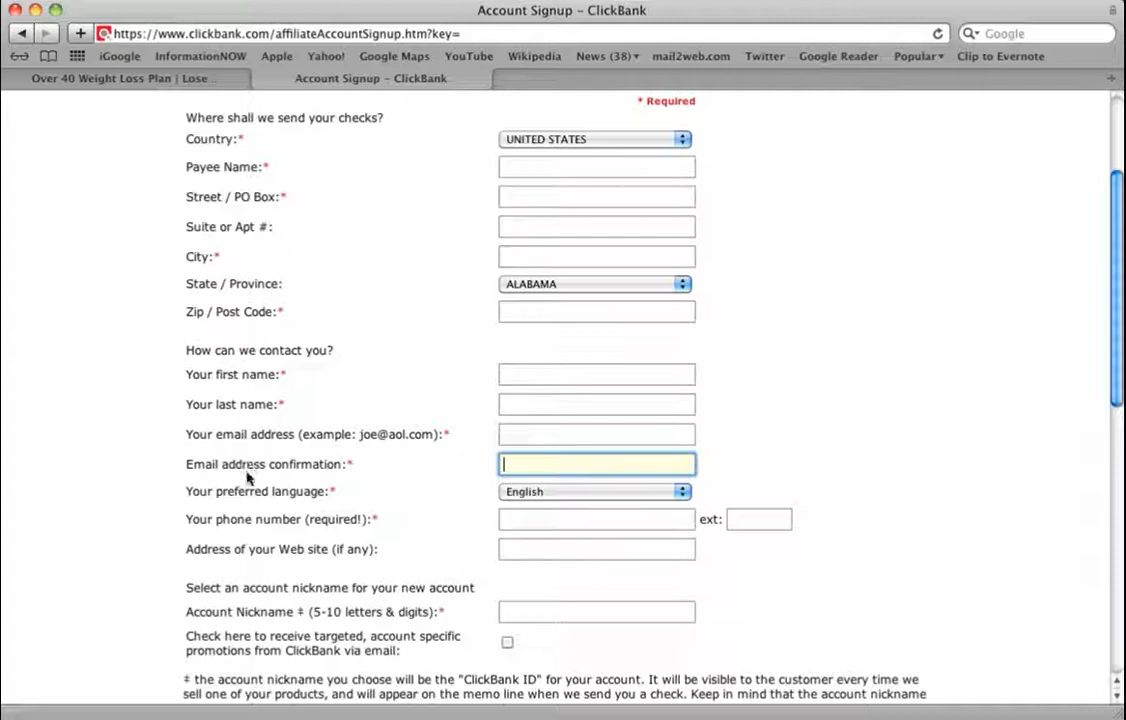 Account Signup – ClickBank
https://www.clickbank.com/affiliateAccountSignup.htm?key=
Google
iGoogle InformationNOW Apple Yahoo! Google Maps YouTube Wikipedia News (38) mail2web.com Twitter Google Reader Popular Clip to Evernote
Over 40 Weight Loss Plan | Lose
Account Signup – ClickBank
* Required
Where shall we send your checks?
Country:* UNITED STATES
Payee Name:*
Street / PO Box:*
Suite or Apt #:
City:*
State / Province: ALABAMA
Zip / Post Code:*
How can we contact you?
Your first name:*
Your last name:*
Your email address (example: joe@aol.com):*
Email address confirmation:*
Your preferred language:* English
Your phone number (required!):* ext:
Address of your Web site (if any):
Select an account nickname for your new account
Account Nickname ‡ (5-10 letters & digits):*
Check here to receive targeted, account specific
promotions from ClickBank via email:
‡ the account nickname you choose will be the "ClickBank ID" for your account. It will be visible to the customer every time we
sell one of your products, and will appear on the memo line when we send you a check. Keep in mind that the account nickname